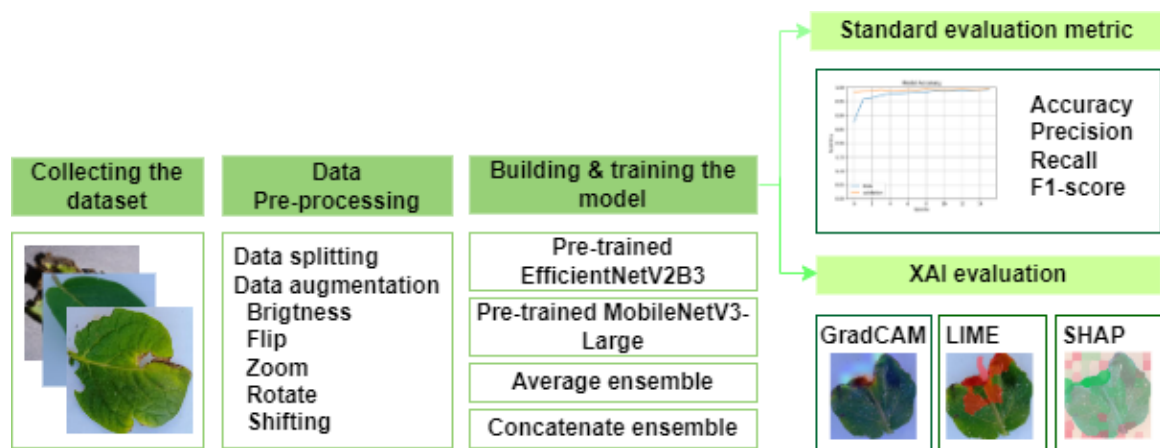 Collecting the
dataset
Data
Pre-processing
Building & training the
model
Standard evaluation metric
Data splitting
Data augmentation
Brigtness
Flip
Zoom
Rotate
Shifting
Pre-trained
EfficientNetV2B3
Pre-trained MobileNetV3-
Large
Average ensemble
Concatenate ensemble
Model Accuracy
Accuracy
Precision
Recall
F1-score
XAI evaluation
GradCAM
LIME
SHAP